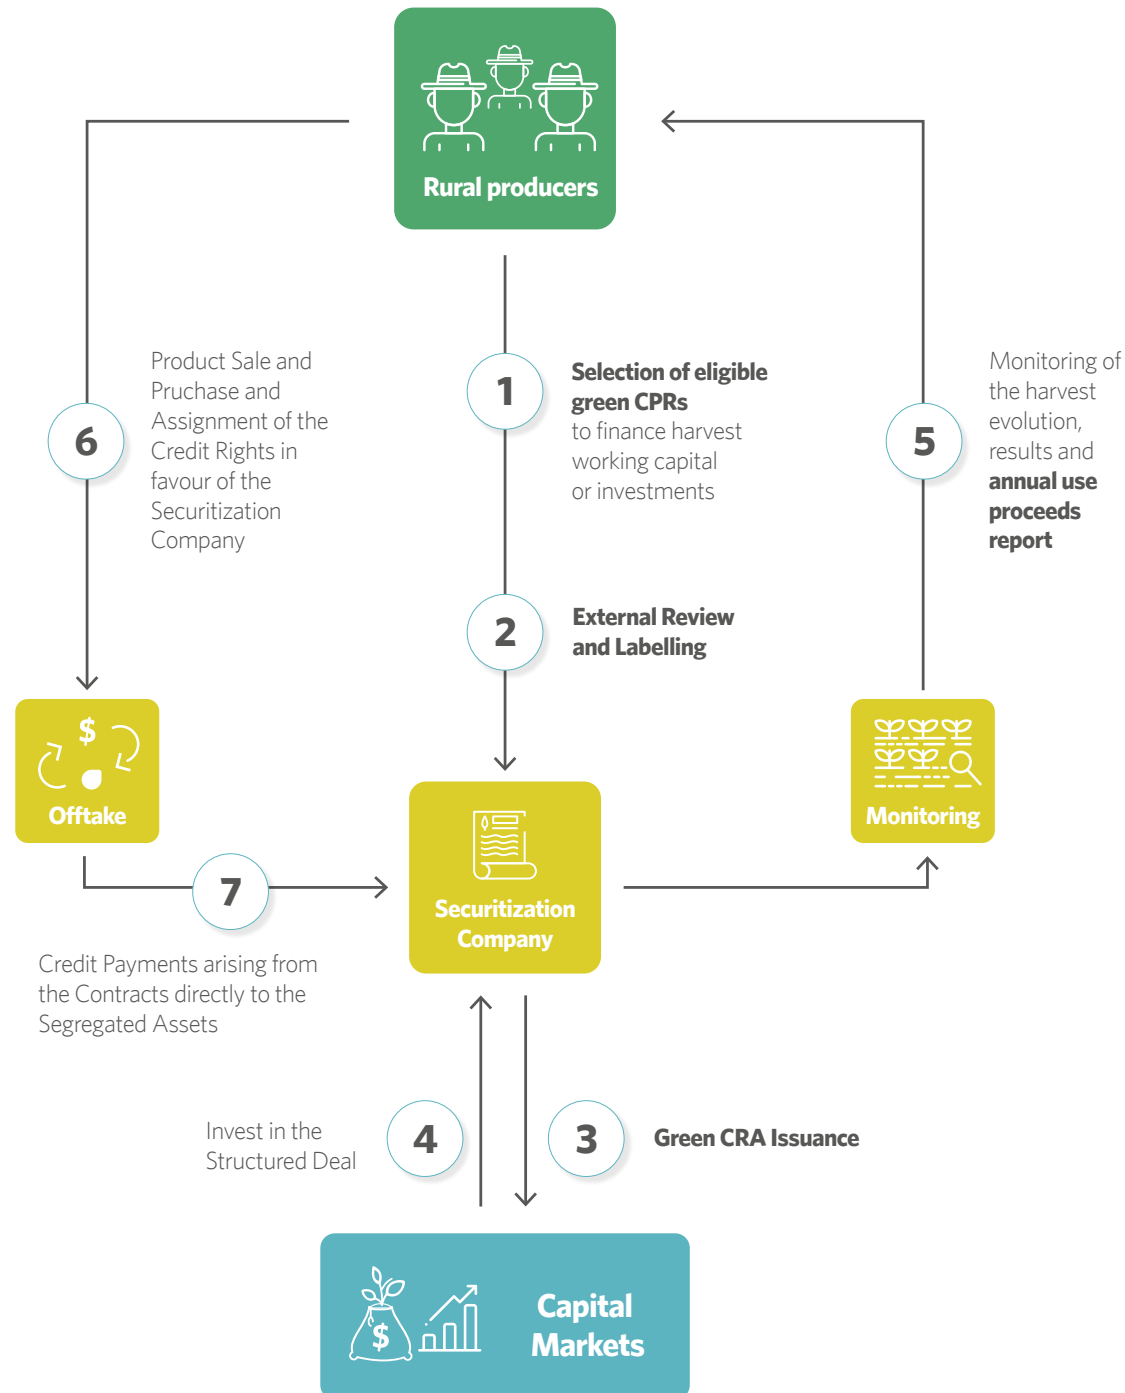 Rural producers
1
Selection of eligible
green CPRs
to finance harvest
working capital
or investments
2
External Review
and Labelling
6
Product Sale and
Pruchase and
Assignment of the
Credit Rights in
favour of the
Securitization
Company
5
Monitoring of
the harvest
evolution,
results and
annual use
proceeds
report
$
Offtake
Securitization
Company
Monitoring
7
Credit Payments arising from
the Contracts directly to the
Segregated Assets
Invest in the
Structured Deal
4
3
Green CRA Issuance
$
Capital
Markets